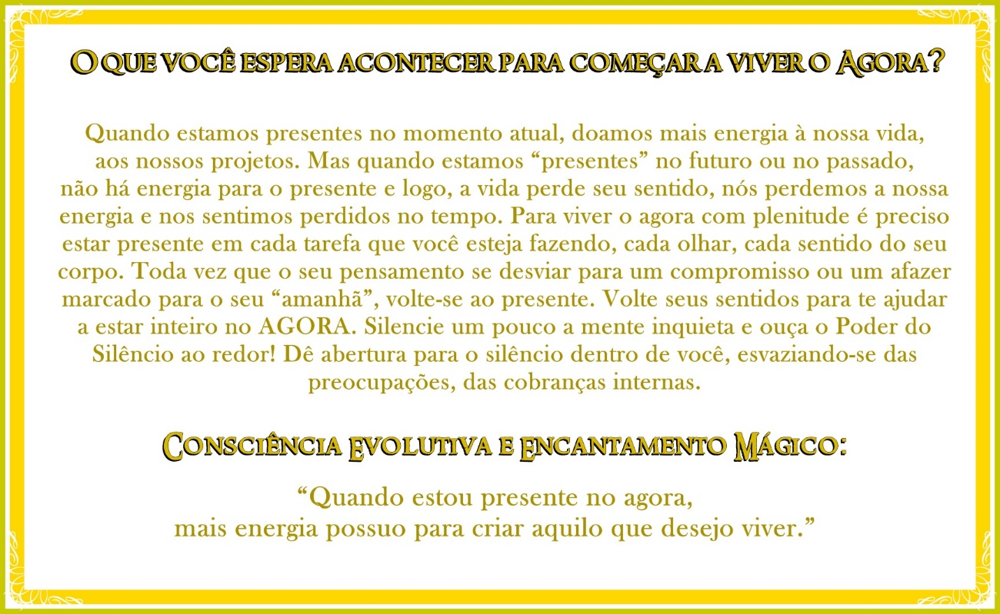 O que você espera acontecer para começar a viver o Agora?
Quando estamos presentes no momento atual, doamos mais energia à nossa vida,
aos nossos projetos. Mas quando estamos “presentes” no futuro ou no passado,
não há energia para o presente e logo, a vida perde seu sentido, nós perdemos a nossa
energia e nos sentimos perdidos no tempo. Para viver o agora com plenitude é preciso
estar presente em cada tarefa que você esteja fazendo, cada olhar, cada sentido do seu
corpo. Toda vez que o seu pensamento se desviar para um compromisso ou um afazer
marcado para o seu “amanhã”, volte-se ao presente. Volte seus sentidos para te ajudar
a estar inteiro no AGORA. Silencie um pouco a mente inquieta e ouça o Poder do
Silêncio ao redor! Dê abertura para o silêncio dentro de você, esvaziando-se das
preocupações, das cobranças internas.
Consciência Evolutiva e Encantamento Mágico:
“Quando estou presente no agora,
mais energia possuo para criar aquilo que desejo viver.”